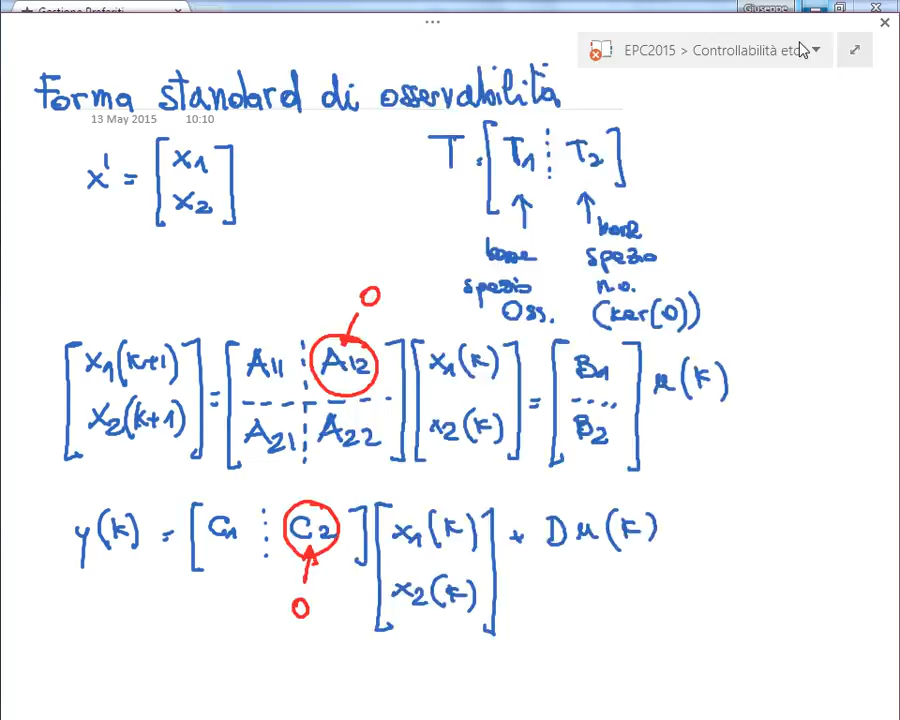 Gestione Preferiti
Giuseppe
EPC2015 > Controllabilità etc
Forma standard di osservabilità
13 May 2015 10:10
x' = [x1 x2]
T = [T1 ⋮ T2]
base spazio oss.
base spazio n.o. (ker(O))
0
[x1(k+1) x2(k+1)] = [A11 A12 A21 A22] [x1(k) x2(k)] = [B1 B2] u(k)
y(k) = [C1 ⋮ C2] [x1(k) x2(k)] + D u(k)
0